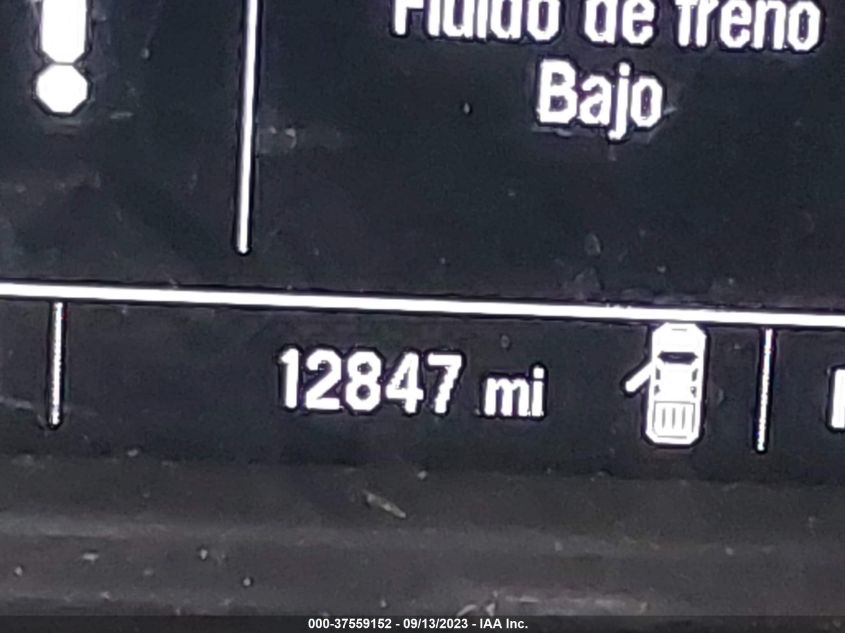 Fluido de freno
Bajo
12847 mi
000-37559152 - 09/13/2023 - IAA Inc.